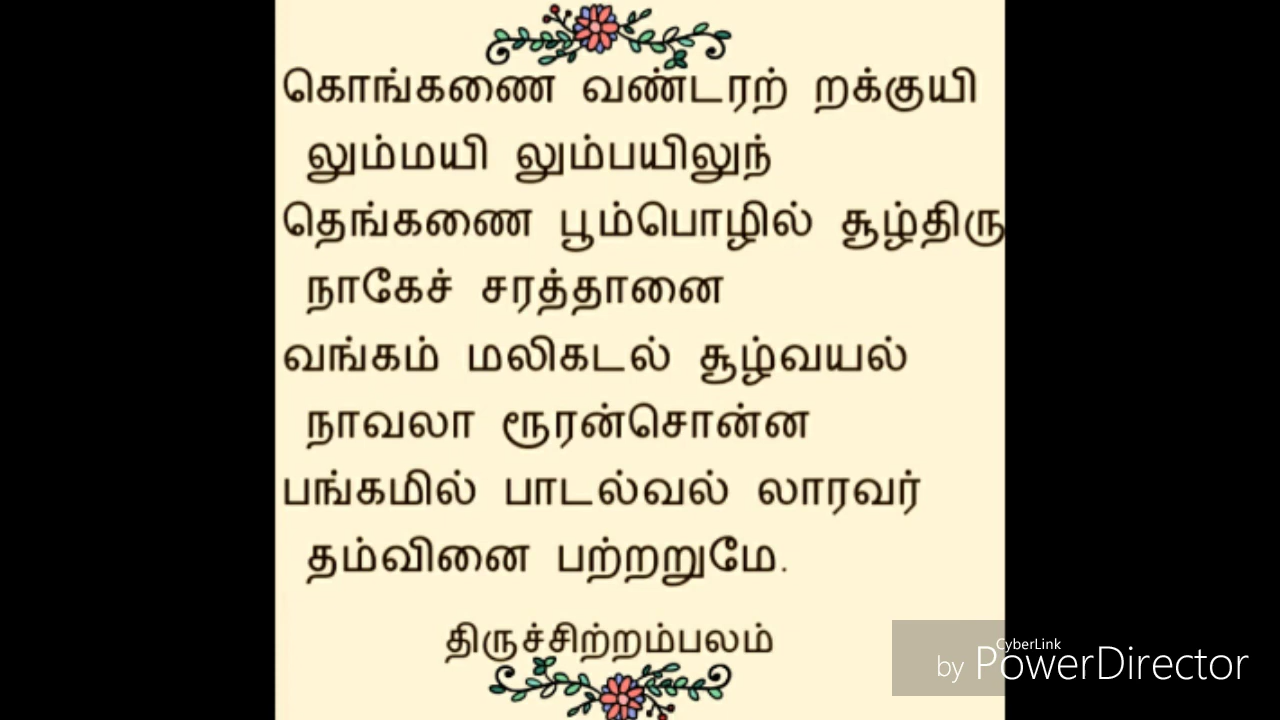 கொங்கணை வண்டரற் றக்குயி
லும்மயி லும்பயிலுந்
தெங்கணை பூம்பொழில் சூழ்திரு
நாகேச் சரத்தானை
வங்கம் மலிகடல் சூழ்வயல்
நாவலா ரூரன்சொன்ன
பங்கமில் பாடல்வல் லாரவர்
தம்வினை பற்றறுமே.
திருச்சிற்றம்பலம்
CyberLink
by PowerDirector